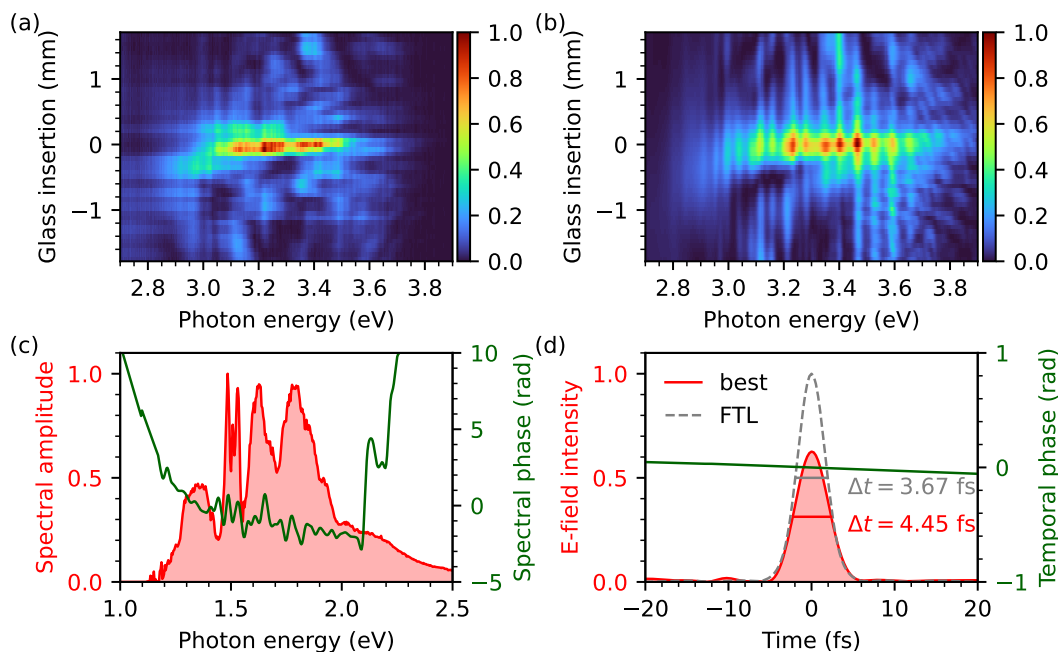 (a)
Glass insertion (mm)
1
0
−1
2.8 3.0 3.2 3.4 3.6 3.8
Photon energy (eV)
1.0
0.8
0.6
0.4
0.2
0.0
(b)
Glass insertion (mm)
1
0
−1
2.8 3.0 3.2 3.4 3.6 3.8
Photon energy (eV)
1.0
0.8
0.6
0.4
0.2
0.0
(c)
Spectral amplitude
1.0
0.5
0.0
1.0 1.5 2.0 2.5
Photon energy (eV)
10
5
0
−5
Spectral phase (rad)
(d)
E-field intensity
1.0
0.5
0.0
best
FTL
Δt = 3.67 fs
Δt = 4.45 fs
−20 −10 0 10 20
Time (fs)
1
0
−1
Temporal phase (rad)